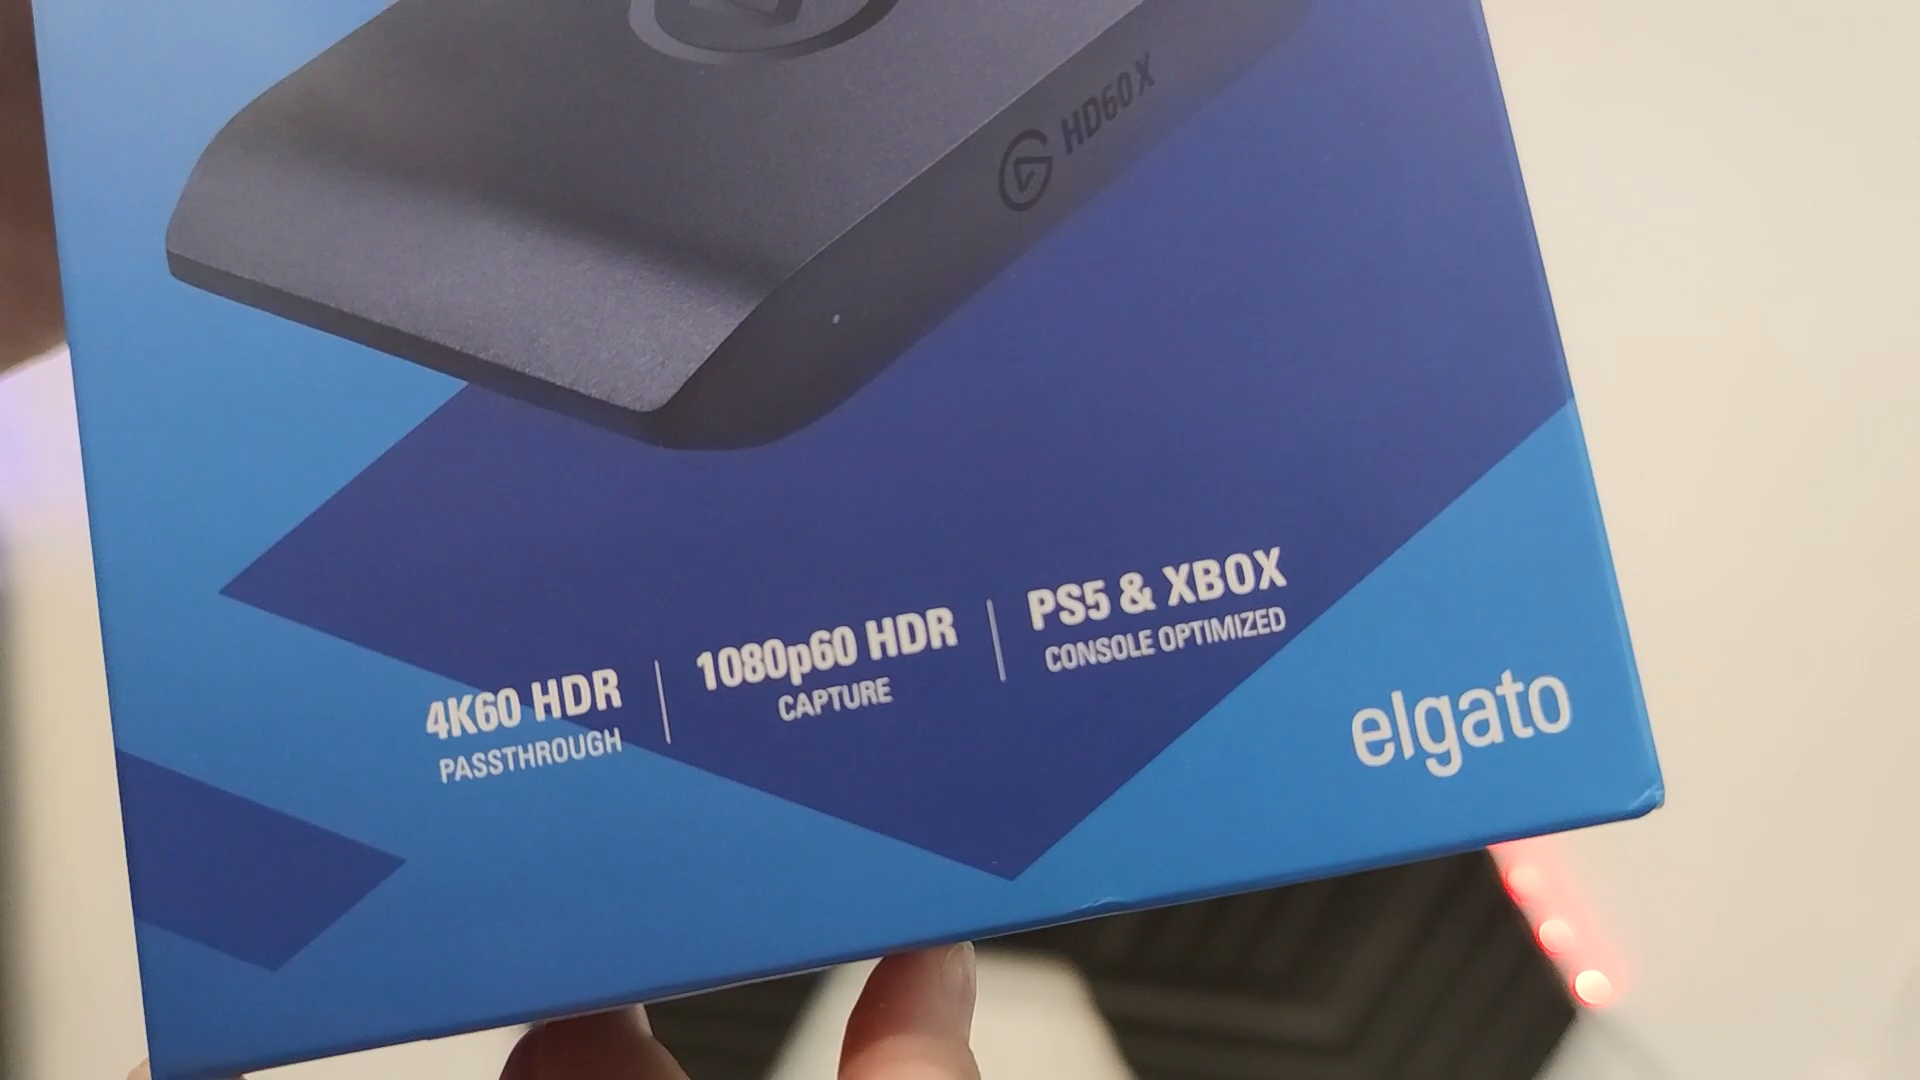 HD60 X
4K60 HDR
PASSTHROUGH
1080p60 HDR
CAPTURE
PS5 & XBOX
CONSOLE OPTIMIZED
elgato